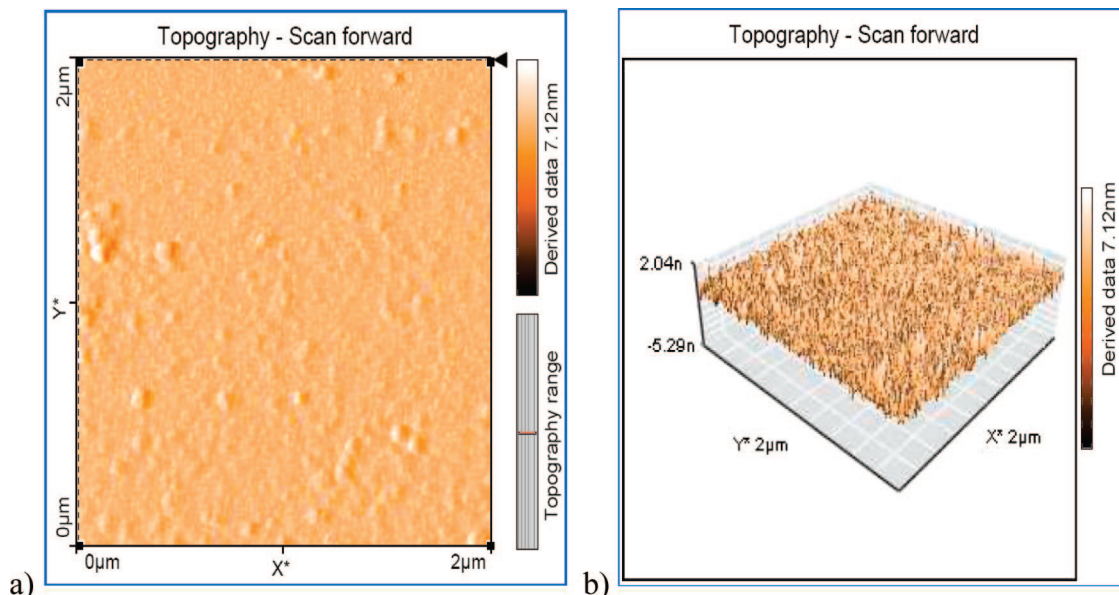 Topography - Scan forward
2µm
Y*
0µm
0µm
X*
2µm
Derived data 7.12nm
Topography range
a)
Topography - Scan forward
2.04n
-5.29n
Y* 2µm
X* 2µm
Derived data 7.12nm
b)